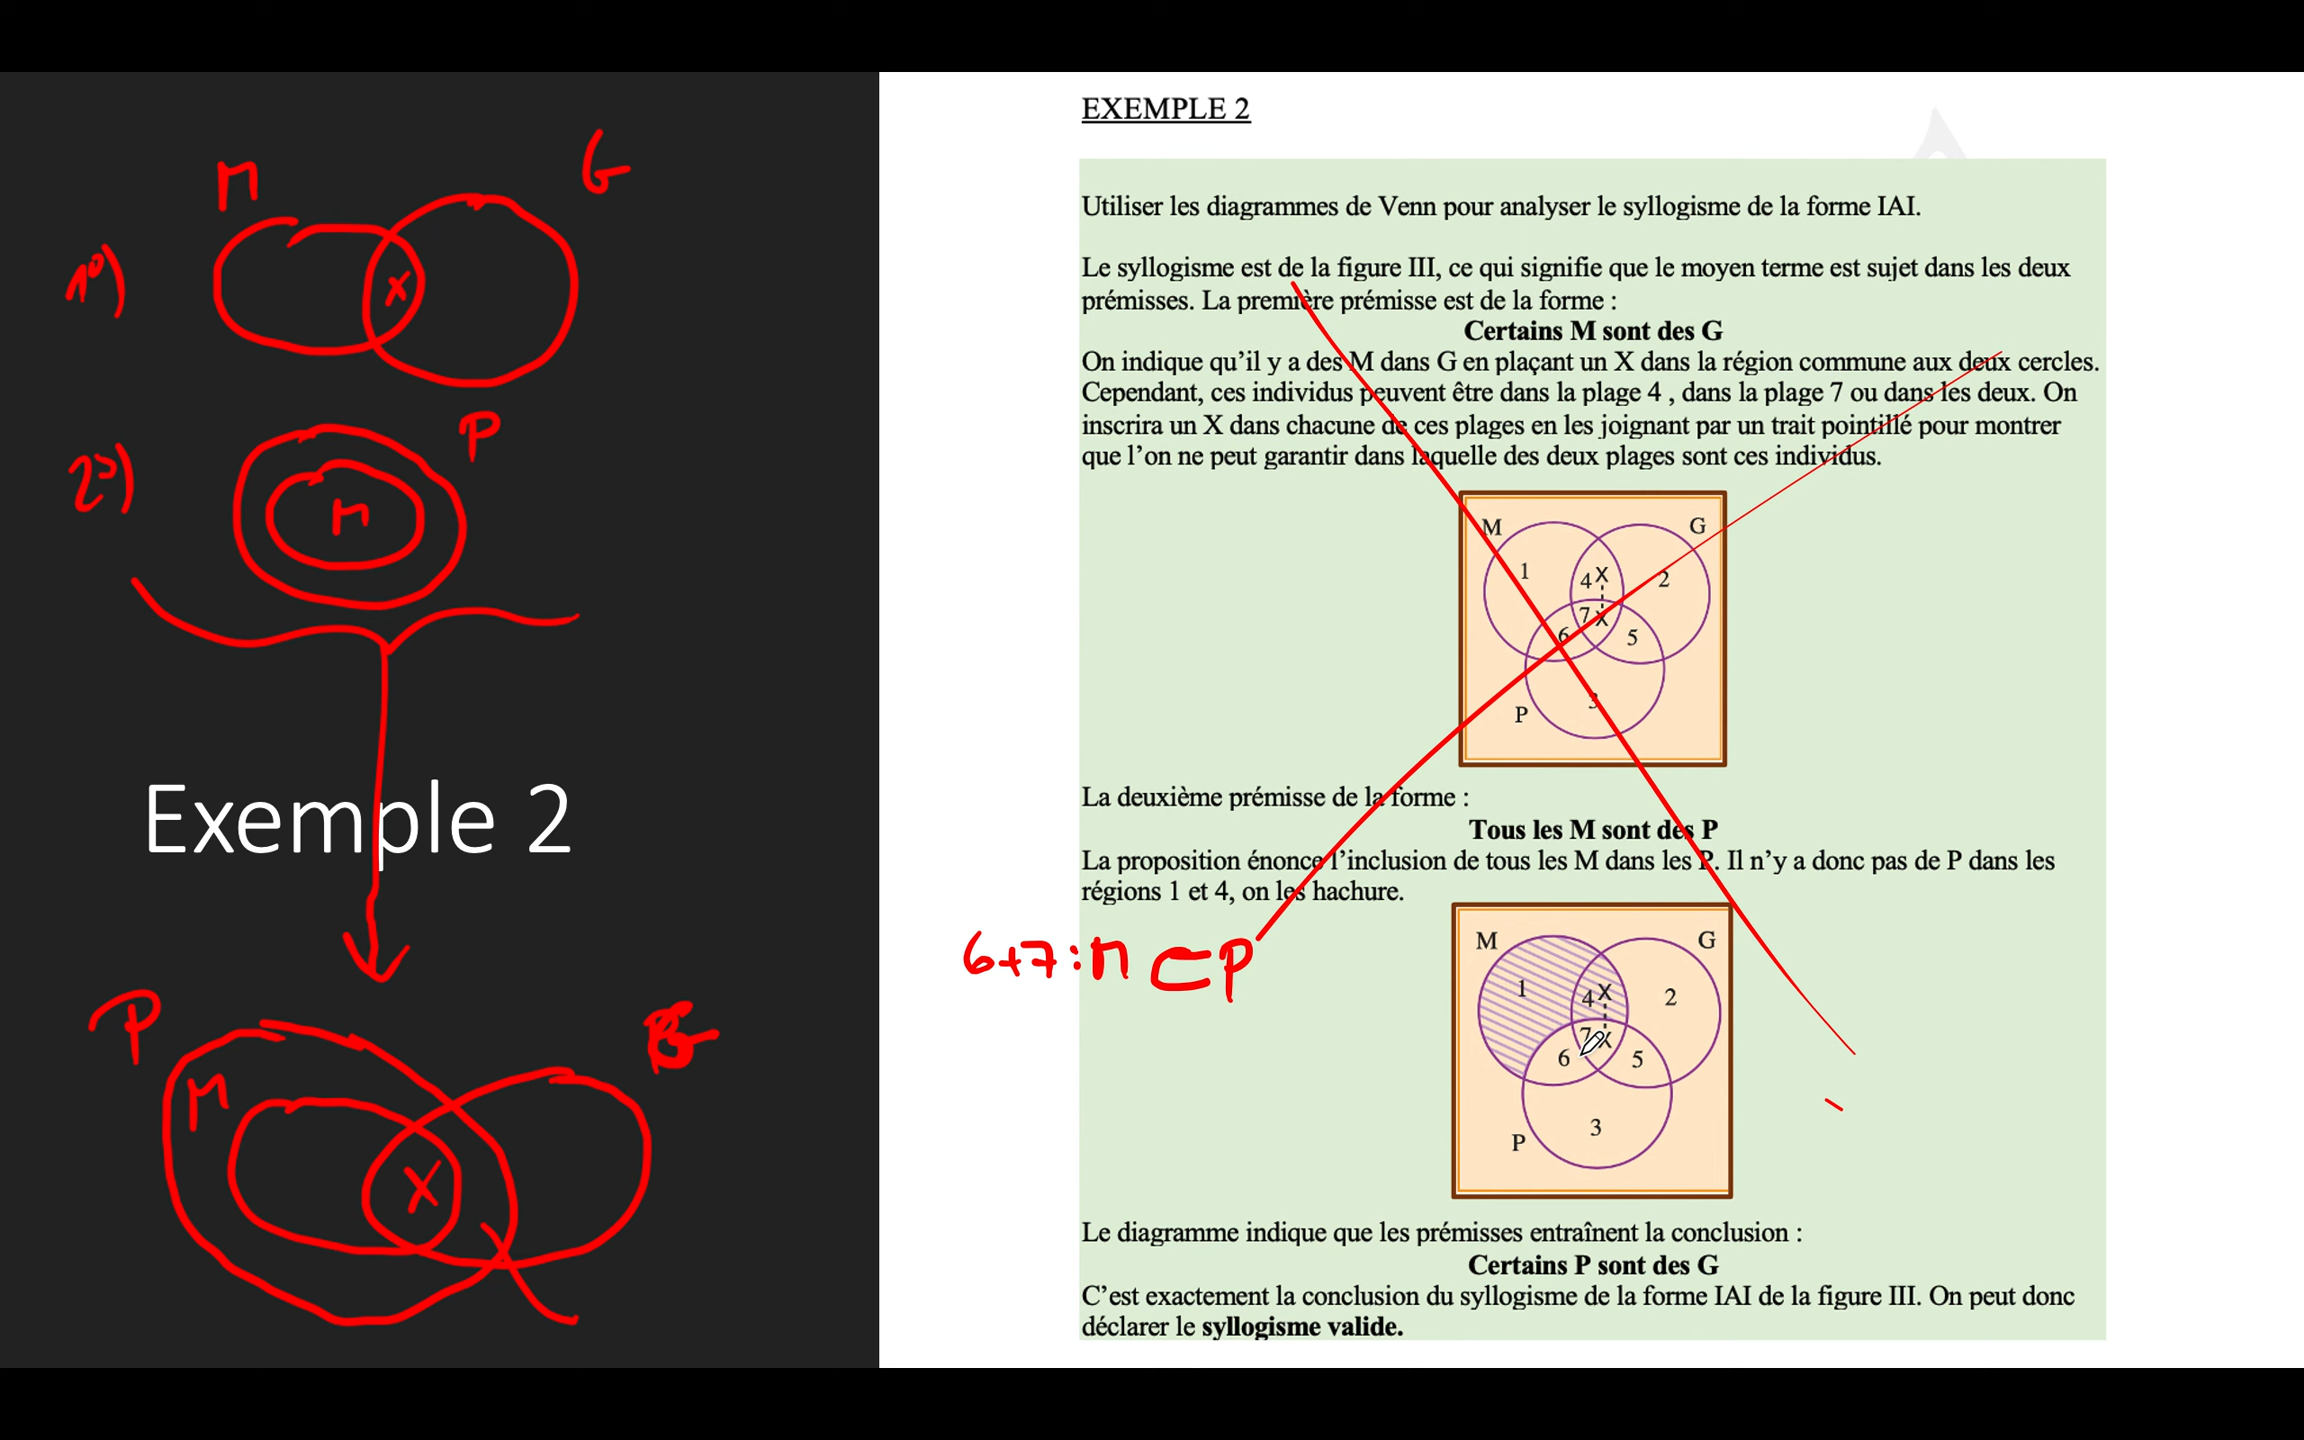 M
G
1°)
X
P
2°)
M
Exemple 2
P
G
M
X
EXEMPLE 2
Utiliser les diagrammes de Venn pour analyser le syllogisme de la forme IAI.
Le syllogisme est de la figure III, ce qui signifie que le moyen terme est sujet dans les deux
prémisses. La première prémisse est de la forme :
Certains M sont des G
On indique qu’il y a des M dans G en plaçant un X dans la région commune aux deux cercles.
Cependant, ces individus peuvent être dans la plage 4 , dans la plage 7 ou dans les deux. On
inscrira un X dans chacune de ces plages en les joignant par un trait pointillé pour montrer
que l’on ne peut garantir dans laquelle des deux plages sont ces individus.
M
G
1
4 X
2
7 X
6
5
3
P
La deuxième prémisse de la forme :
Tous les M sont des P
La proposition énonce l’inclusion de tous les M dans les P. Il n’y a donc pas de P dans les
régions 1 et 4, on les hachure.
6+7: M ⊂ P
M
G
1
4 X
2
7 X
6
5
3
P
Le diagramme indique que les prémisses entraînent la conclusion :
Certains P sont des G
C’est exactement la conclusion du syllogisme de la forme IAI de la figure III. On peut donc
déclarer le syllogisme valide.